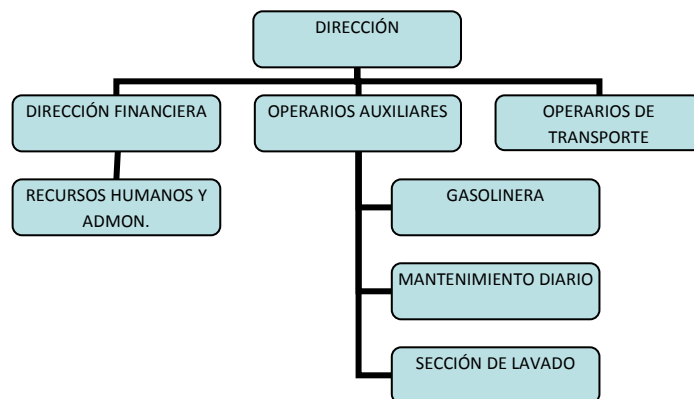 DIRECCIÓN
DIRECCIÓN FINANCIERA
OPERARIOS AUXILIARES
OPERARIOS DE
TRANSPORTE
RECURSOS HUMANOS Y
ADMON.
GASOLINERA
MANTENIMIENTO DIARIO
SECCIÓN DE LAVADO